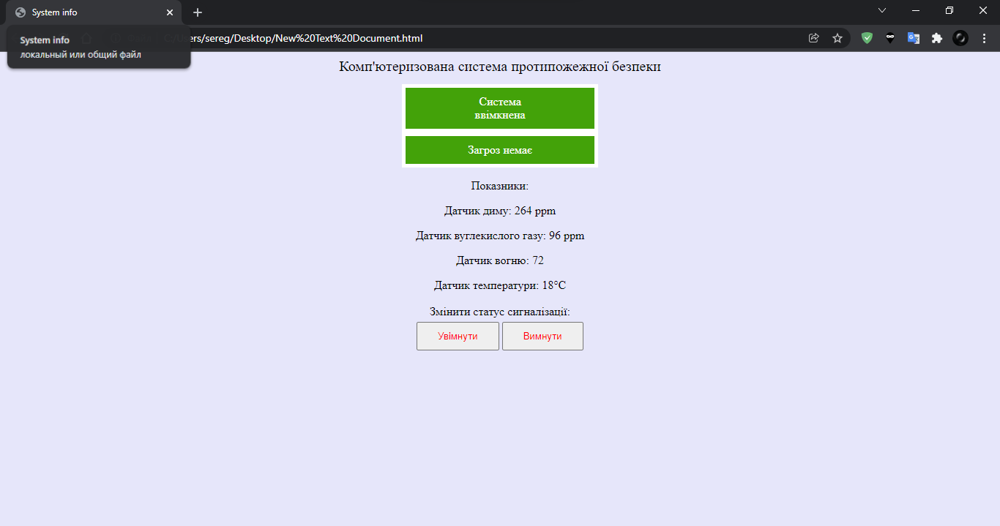 System info
C:/Users/sereg/Desktop/New%20Text%20Document.html
System info
локальный или общий файл
Комп'ютеризована система протипожежної безпеки
Система
ввімкнена
Загроз немає
Показники:
Датчик диму: 264 ppm
Датчик вуглекислого газу: 96 ppm
Датчик вогню: 72
Датчик температури: 18°C
Змінити статус сигналізації:
Увімнути Вимнути